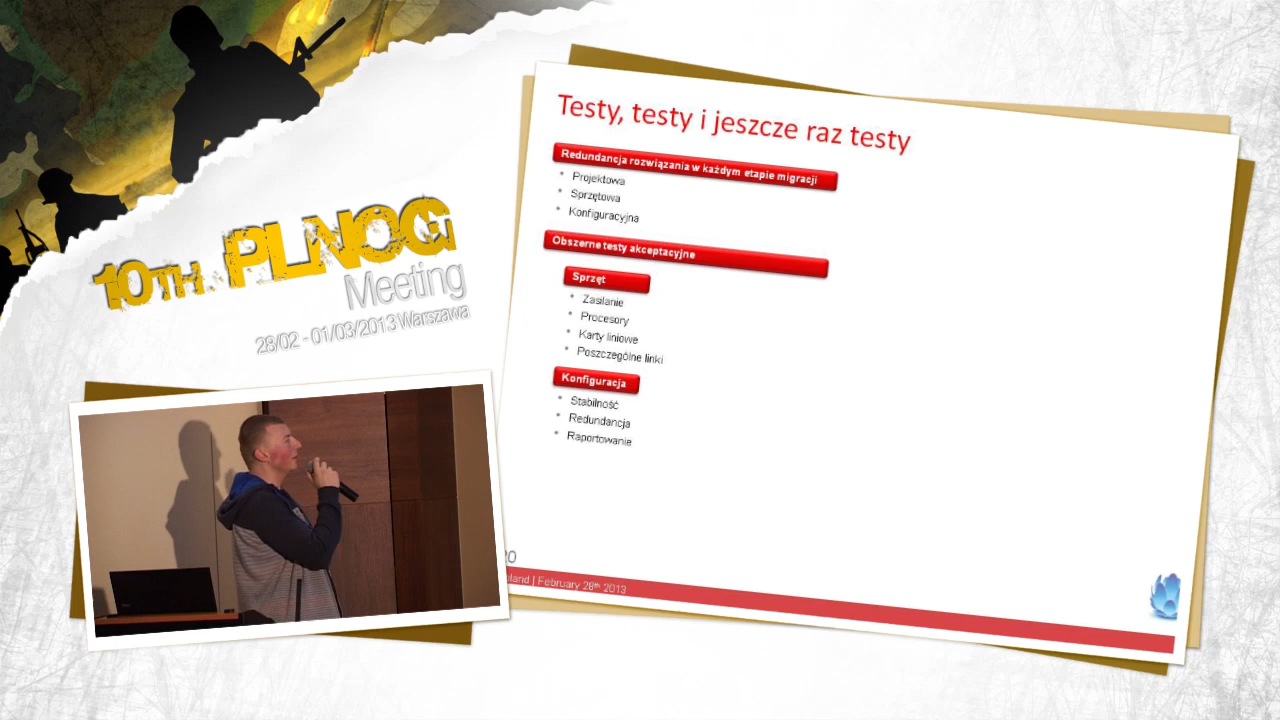 10TH. PLNOG
Meeting
28/02 - 01/03/2013 Warszawa
Testy, testy i jeszcze raz testy
Redundancja rozwiązania w każdym etapie migracji
• Projektowa
• Sprzętowa
• Konfiguracyjna
Obszerne testy akceptacyjne
Sprzęt
• Zasilanie
• Procesory
• Karty liniowe
• Poszczególne linki
Konfiguracja
• Stabilność
• Redundancja
• Raportowanie
| February 28th 2013